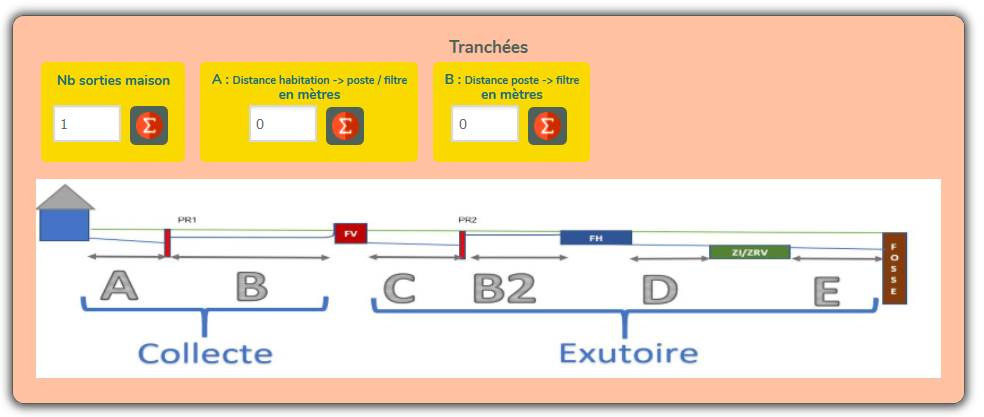 Tranchées
Nb sorties maison
A : Distance habitation -> poste / filtre
en mètres
B : Distance poste -> filtre
en mètres
1
Σ
0
Σ
0
Σ
PR1
PR2
FV
FH
ZI/ZRV
FOSSE
A
B
C
B2
D
E
Collecte
Exutoire